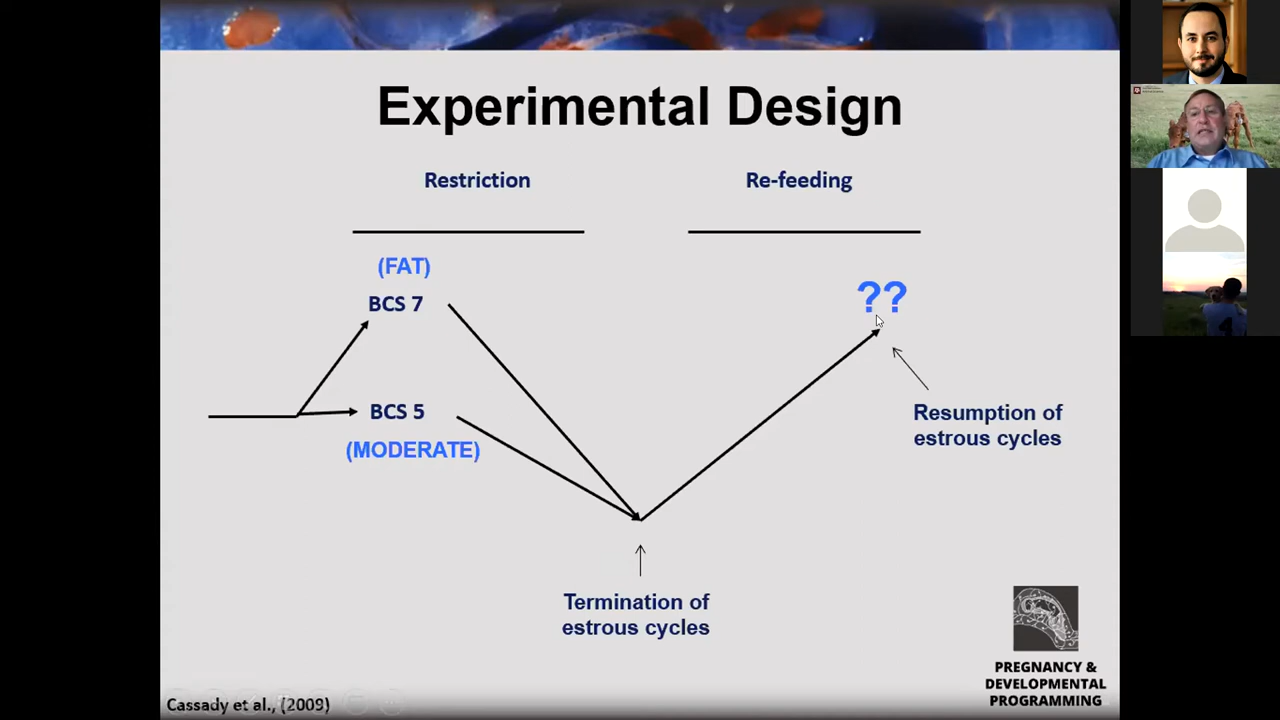 Experimental Design
Restriction
Re-feeding
(FAT)
BCS 7
??
BCS 5
(MODERATE)
Resumption of
estrous cycles
Termination of
estrous cycles
PREGNANCY &
DEVELOPMENTAL
PROGRAMMING
Cassady et al., (2009)
4